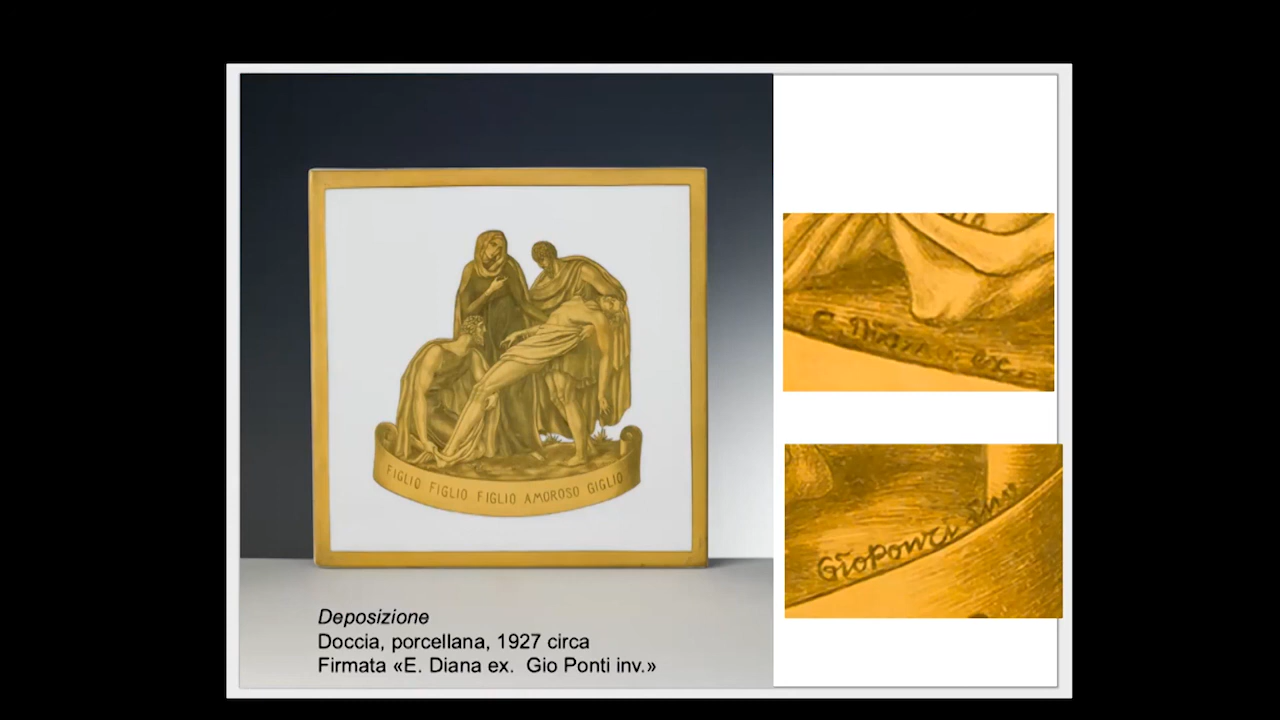 FIGLIO FIGLIO FIGLIO AMOROSO GIGLIO
Deposizione
Doccia, porcellana, 1927 circa
Firmata «E. Diana ex. Gio Ponti inv.»
E. Diana ex.
Gio Ponti inv